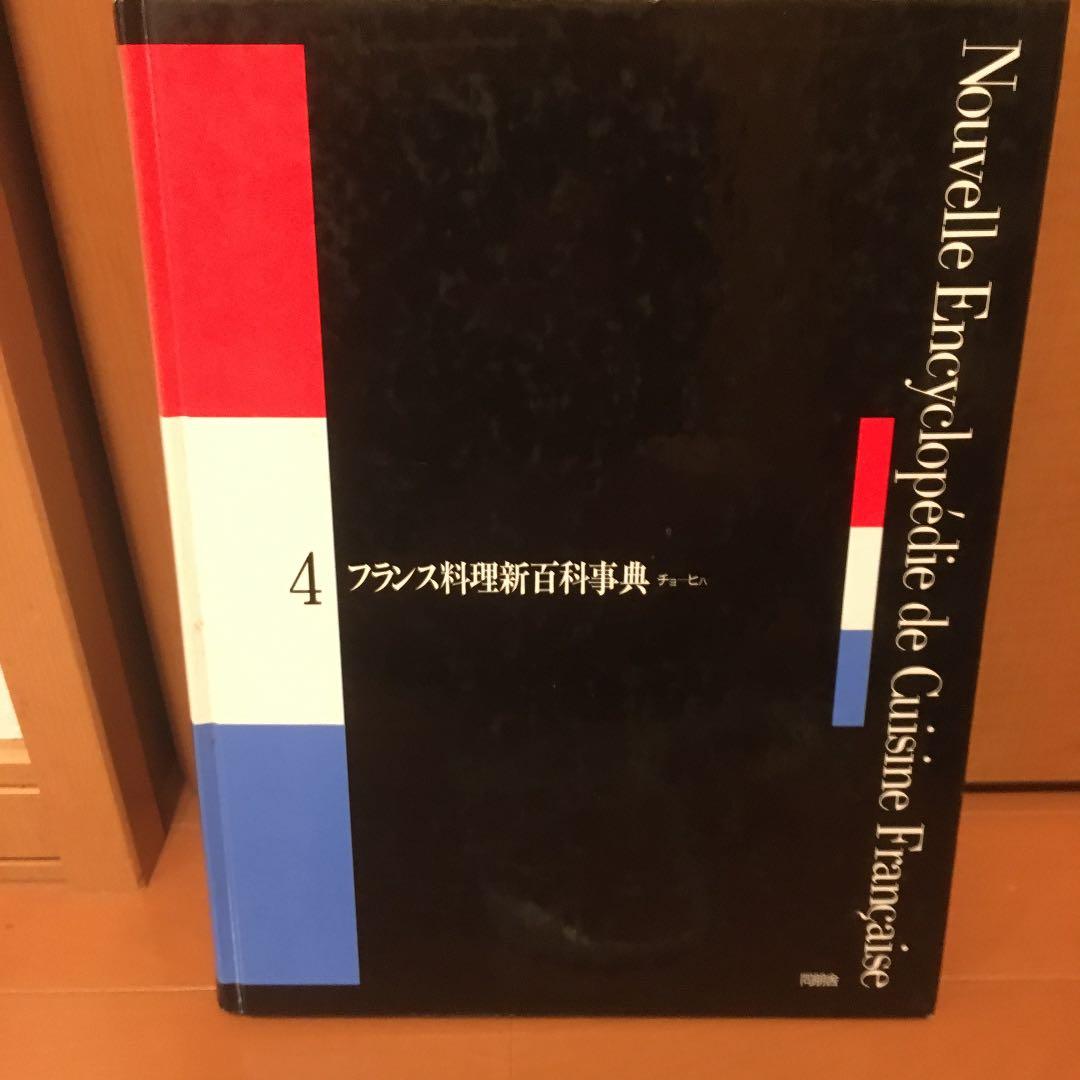 Nouvelle Encyclopédie de Cuisine Française
4
フランス料理新百科事典 チョ—ヒハ
同朋舎